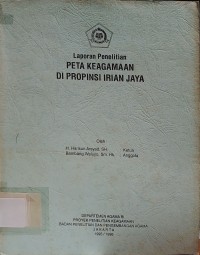 Laporan Penelitian
PETA KEAGAMAAN
DI PROPINSI IRIAN JAYA
Oleh
Ketua
Anggota
DEPARTEMEN AGAMA RI
PROYEK PENELITIAN KEAGAMAAN
BADAN PENELITIAN DAN PENGEMBANGAN AGAMA
JAKARTA